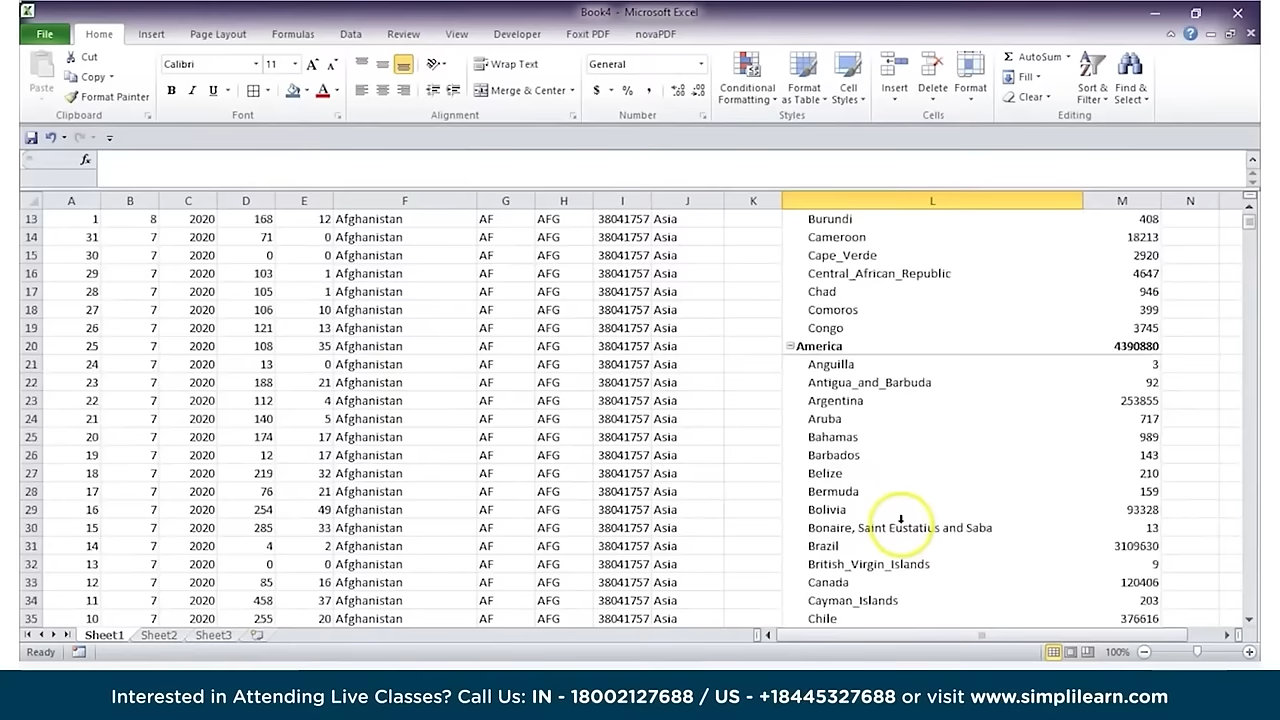 Book4 - Microsoft Excel
File Home Insert Page Layout Formulas Data Review View Developer Foxit PDF novaPDF
Paste Cut Copy Format Painter Clipboard
Calibri 11 B I U A Font
Wrap Text Merge & Center Alignment
General $ % , Number
Conditional Formatting Format as Table Cell Styles Styles
Insert Delete Format Cells
Σ AutoSum Fill Clear Sort & Filter Find & Select Editing
fx
A B C D E F G H I J K L M N
13 1 8 2020 168 12 Afghanistan AF AFG 38041757 Asia Burundi 408
14 31 7 2020 71 0 Afghanistan AF AFG 38041757 Asia Cameroon 18213
15 30 7 2020 0 0 Afghanistan AF AFG 38041757 Asia Cape_Verde 2920
16 29 7 2020 103 1 Afghanistan AF AFG 38041757 Asia Central_African_Republic 4647
17 28 7 2020 105 1 Afghanistan AF AFG 38041757 Asia Chad 946
18 27 7 2020 106 10 Afghanistan AF AFG 38041757 Asia Comoros 399
19 26 7 2020 121 13 Afghanistan AF AFG 38041757 Asia Congo 3745
20 25 7 2020 108 35 Afghanistan AF AFG 38041757 Asia America 4390880
21 24 7 2020 13 0 Afghanistan AF AFG 38041757 Asia Anguilla 3
22 23 7 2020 188 21 Afghanistan AF AFG 38041757 Asia Antigua_and_Barbuda 92
23 22 7 2020 112 4 Afghanistan AF AFG 38041757 Asia Argentina 253855
24 21 7 2020 140 5 Afghanistan AF AFG 38041757 Asia Aruba 717
25 20 7 2020 174 17 Afghanistan AF AFG 38041757 Asia Bahamas 989
26 19 7 2020 12 17 Afghanistan AF AFG 38041757 Asia Barbados 143
27 18 7 2020 219 32 Afghanistan AF AFG 38041757 Asia Belize 210
28 17 7 2020 76 21 Afghanistan AF AFG 38041757 Asia Bermuda 159
29 16 7 2020 254 49 Afghanistan AF AFG 38041757 Asia Bolivia 93328
30 15 7 2020 285 33 Afghanistan AF AFG 38041757 Asia Bonaire, Saint Eustatius and Saba 13
31 14 7 2020 4 2 Afghanistan AF AFG 38041757 Asia Brazil 3109630
32 13 7 2020 0 0 Afghanistan AF AFG 38041757 Asia British_Virgin_Islands 9
33 12 7 2020 85 16 Afghanistan AF AFG 38041757 Asia Canada 120406
34 11 7 2020 458 37 Afghanistan AF AFG 38041757 Asia Cayman_Islands 203
35 10 7 2020 255 20 Afghanistan AF AFG 38041757 Asia Chile 376616
Sheet1 Sheet2 Sheet3
Ready 100%
Interested in Attending Live Classes? Call Us: IN - 18002127688 / US - +18445327688 or visit www.simplilearn.com